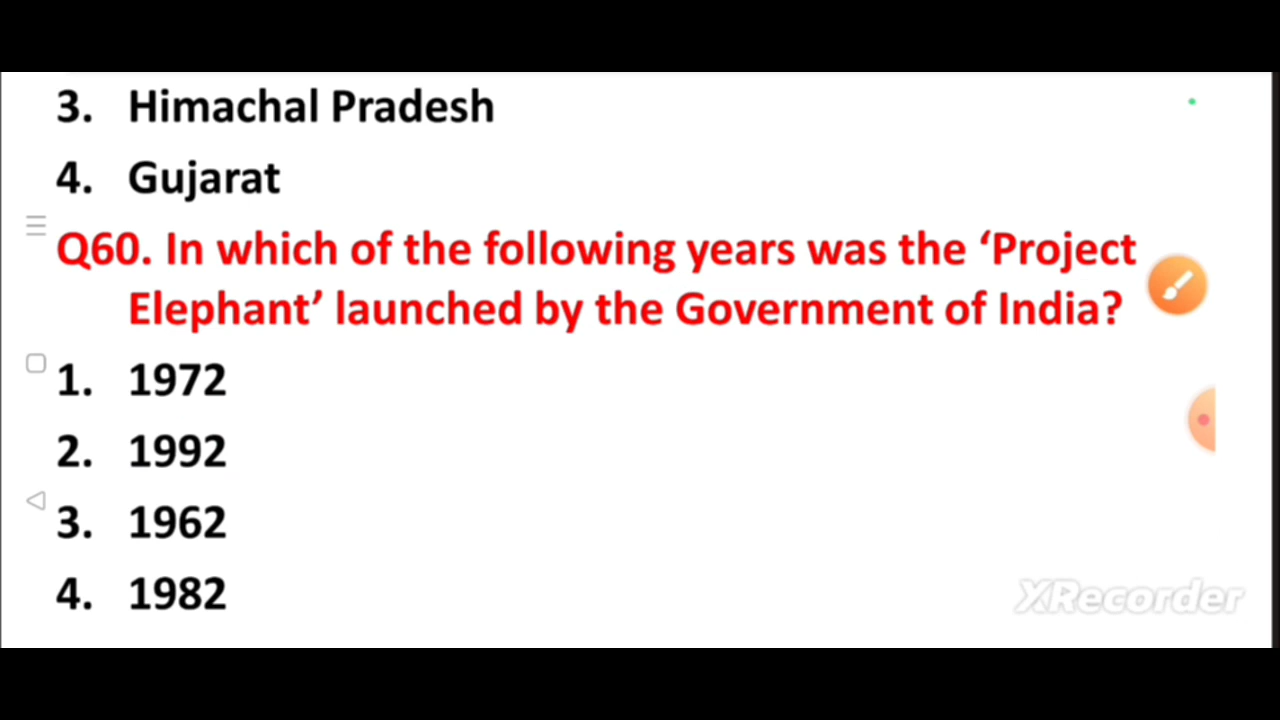 3. Himachal Pradesh
4. Gujarat
Q60. In which of the following years was the ‘Project
Elephant’ launched by the Government of India?
1. 1972
2. 1992
3. 1962
4. 1982
XRecorder